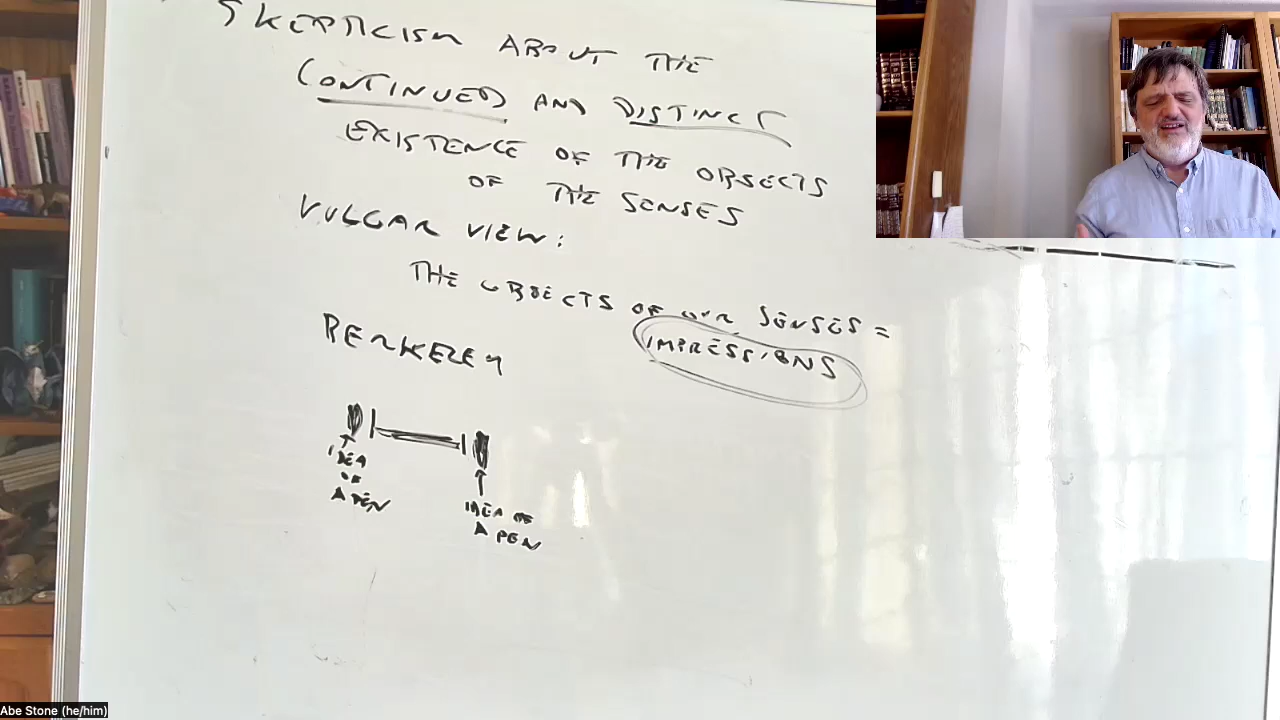 SKEPTICISM ABOUT THE
CONTINUED AND DISTINCT
EXISTENCE OF THE OBJECTS
OF THE SENSES
VULGAR VIEW:
THE OBJECTS OF OUR SENSES =
IMPRESSIONS
BERKELEY
IDEA
OF
A PEN
IDEA OF
A PEN
Abe Stone (he/him)